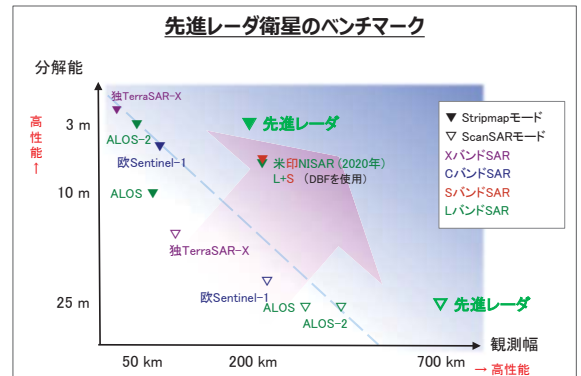 先進レーダ衛星のベンチマーク
分解能
高性能→
3 m
10 m
25 m
独TerraSAR-X
ALOS-2
欧Sentinel-1
ALOS
先進レーダ
米印NISAR (2020年)
L+S (DBFを使用)
独TerraSAR-X
欧Sentinel-1
ALOS
ALOS-2
先進レーダ
▼ Stripmapモード
▽ ScanSARモード
XバンドSAR
CバンドSAR
SバンドSAR
LバンドSAR
50 km
200 km
700 km
観測幅
→ 高性能